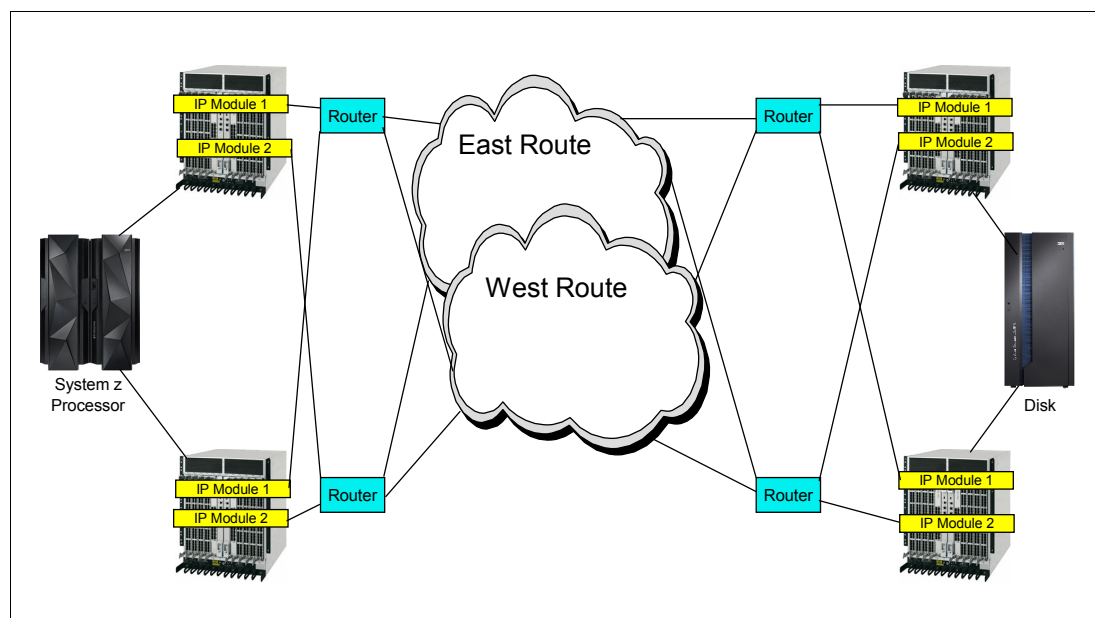 IP Module 1
IP Module 2
Router
East Route
West Route
Router
IP Module 1
IP Module 2
System z
Processor
Disk
IP Module 1
IP Module 2
Router
Router
IP Module 1
IP Module 2